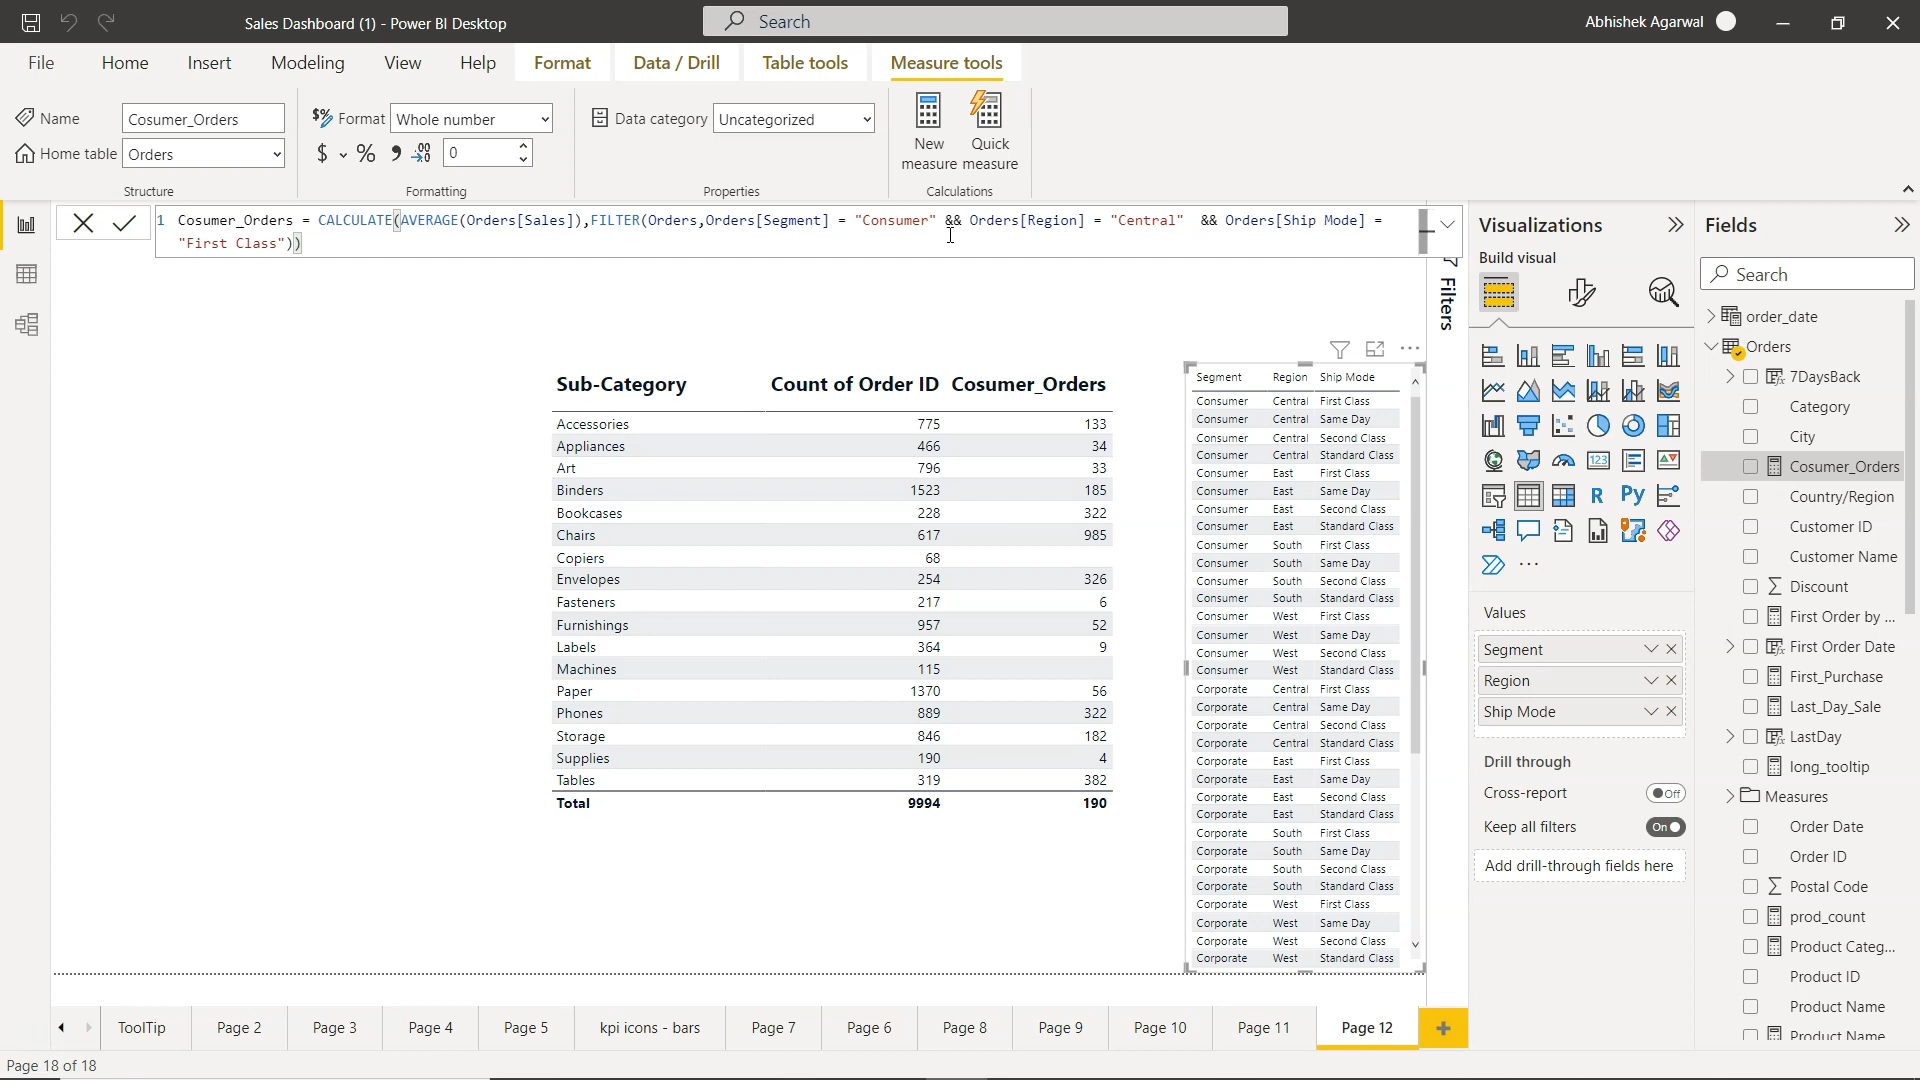 Sales Dashboard (1) - Power BI Desktop
Search
Abhishek Agarwal
File Home Insert Modeling View Help Format Data / Drill Table tools Measure tools
Name Cosumer_Orders
Home table Orders
Structure
$% Format Whole number
$ % , .00 0
Formatting
Data category Uncategorized
Properties
New measure
Quick measure
Calculations
1 Cosumer_Orders = CALCULATE(AVERAGE(Orders[Sales]),FILTER(Orders,Orders[Segment] = "Consumer" && Orders[Region] = "Central" && Orders[Ship Mode] =
"First Class"))
Filters
Sub-Category Count of Order ID Cosumer_Orders
Accessories 775 133
Appliances 466 34
Art 796 33
Binders 1523 185
Bookcases 228 322
Chairs 617 985
Copiers 68
Envelopes 254 326
Fasteners 217 6
Furnishings 957 52
Labels 364 9
Machines 115
Paper 1370 56
Phones 889 322
Storage 846 182
Supplies 190 4
Tables 319 382
Total 9994 190
Segment Region Ship Mode
Consumer Central First Class
Consumer Central Same Day
Consumer Central Second Class
Consumer Central Standard Class
Consumer East First Class
Consumer East Same Day
Consumer East Second Class
Consumer East Standard Class
Consumer South First Class
Consumer South Same Day
Consumer South Second Class
Consumer South Standard Class
Consumer West First Class
Consumer West Same Day
Consumer West Second Class
Consumer West Standard Class
Corporate Central First Class
Corporate Central Same Day
Corporate Central Second Class
Corporate Central Standard Class
Corporate East First Class
Corporate East Same Day
Corporate East Second Class
Corporate East Standard Class
Corporate South First Class
Corporate South Same Day
Corporate South Second Class
Corporate South Standard Class
Corporate West First Class
Corporate West Same Day
Corporate West Second Class
Corporate West Standard Class
Visualizations
Build visual
123
R Py
Values
Segment
Region
Ship Mode
Drill through
Cross-report Off
Keep all filters On
Add drill-through fields here
Fields
Search
order_date
Orders
7DaysBack
Category
City
Cosumer_Orders
Country/Region
Customer ID
Customer Name
Discount
First Order by ...
First Order Date
First_Purchase
Last_Day_Sale
LastDay
long_tooltip
Measures
Order Date
Order ID
Postal Code
prod_count
Product Categ...
Product ID
Product Name
Product Name
ToolTip Page 2 Page 3 Page 4 Page 5 kpi icons - bars Page 7 Page 6 Page 8 Page 9 Page 10 Page 11 Page 12
Page 18 of 18